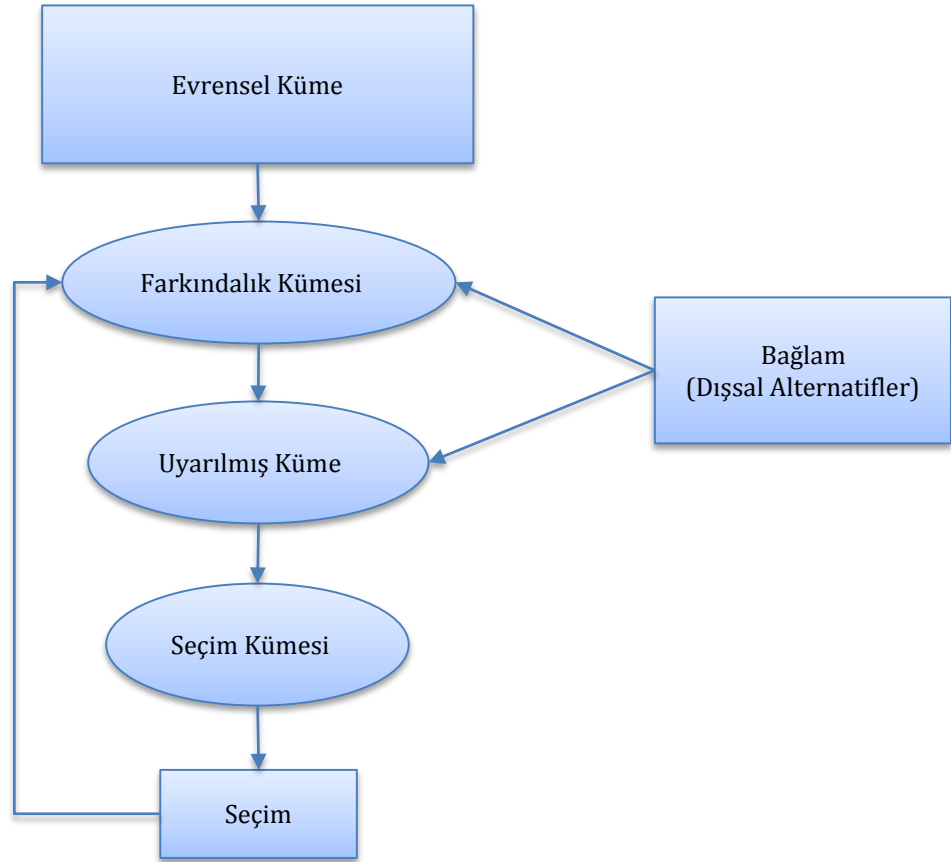 Evrensel Küme
Farkındalık Kümesi
Bağlam
(Dışsal Alternatifler)
Uyarılmış Küme
Seçim Kümesi
Seçim